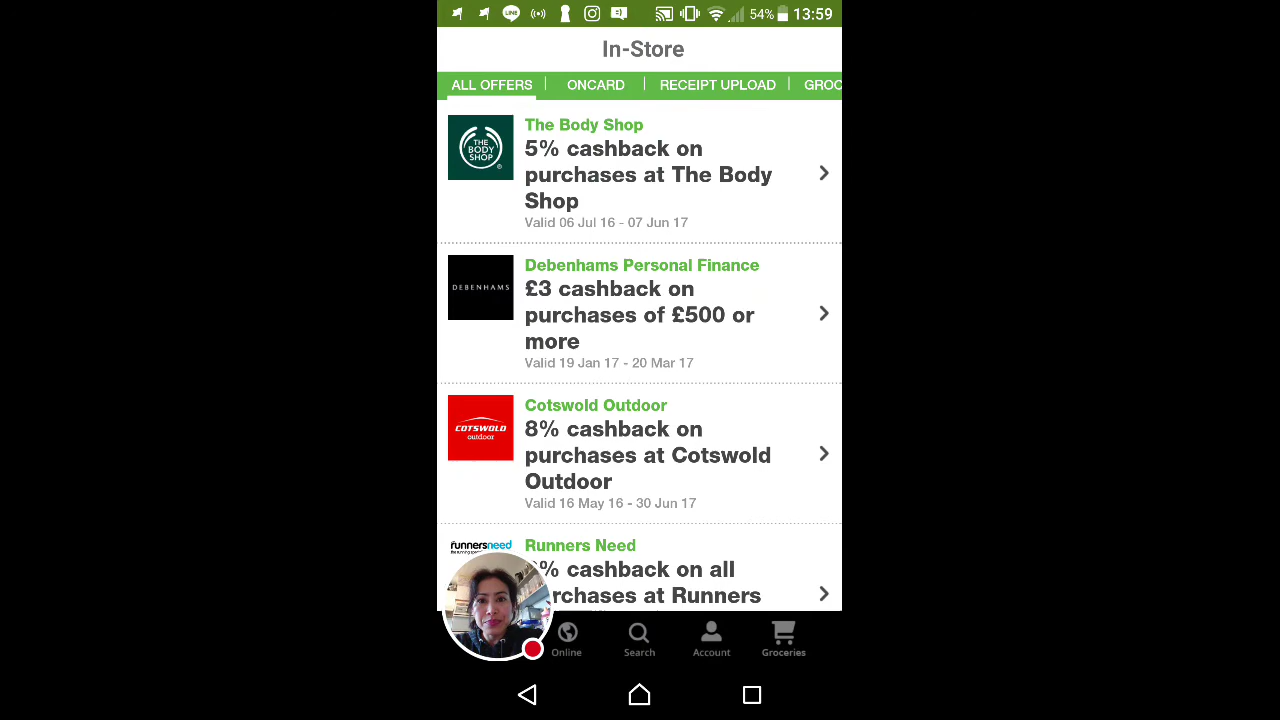 LINE
54% 13:59
In-Store
ALL OFFERS ONCARD RECEIPT UPLOAD GROC
THE BODY SHOP
The Body Shop
5% cashback on
purchases at The Body
Shop
Valid 06 Jul 16 - 07 Jun 17
DEBENHAMS
Debenhams Personal Finance
£3 cashback on
purchases of £500 or
more
Valid 19 Jan 17 - 20 Mar 17
COTSWOLD
outdoor
Cotswold Outdoor
8% cashback on
purchases at Cotswold
Outdoor
Valid 16 May 16 - 30 Jun 17
runnersneed
Runners Need
% cashback on all
rchases at Runners
Online Search Account Groceries